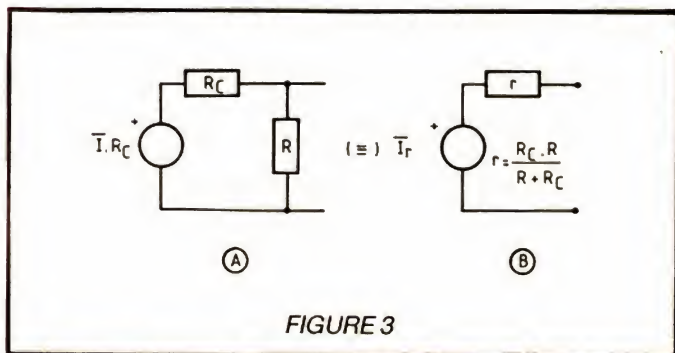 R_C
r
+
Ī.R_C
R
(≡)
Ī_r
+
r = R_C . R / R + R_C
A
B
FIGURE 3